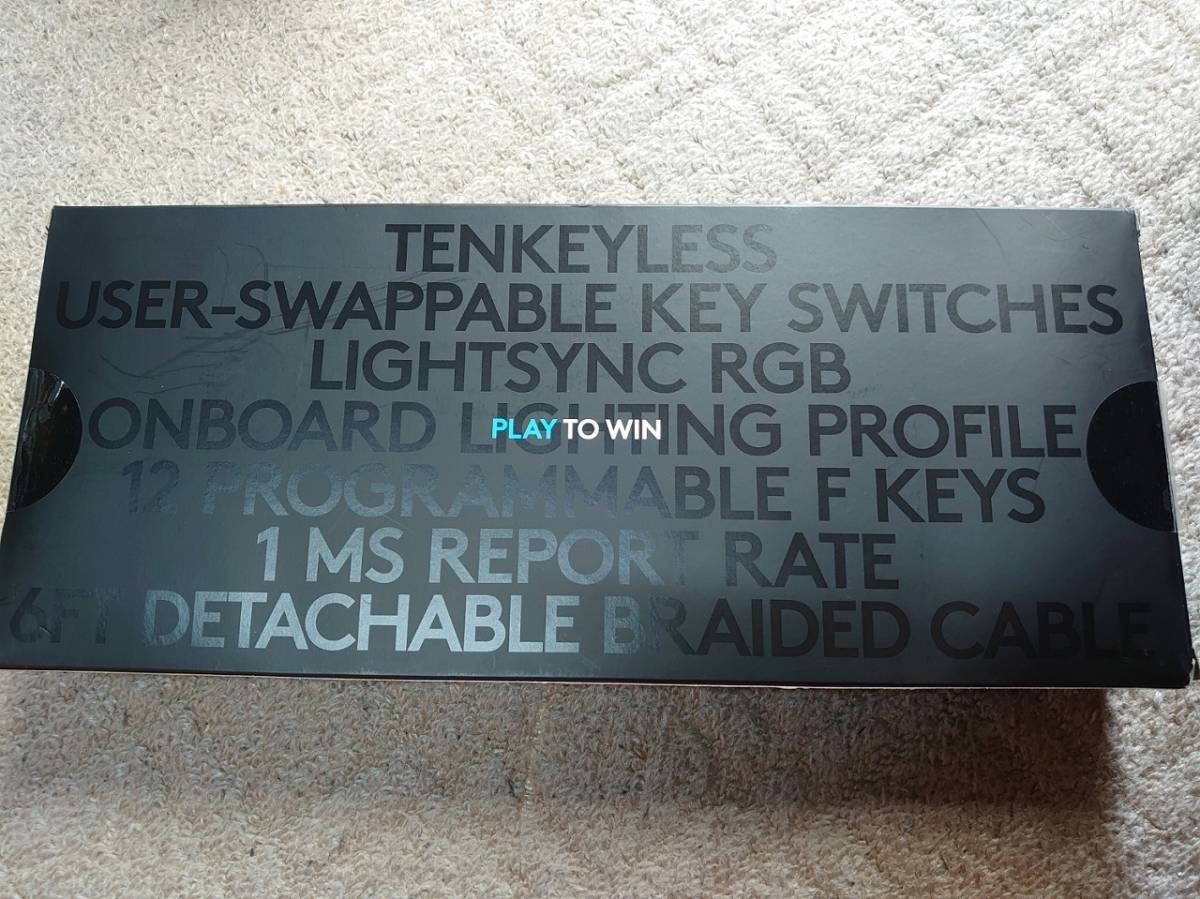 TENKEYLESS
USER-SWAPPABLE KEY SWITCHES
LIGHTSYNC RGB
ONBOARD LIGHTING PROFILE
PLAY TO WIN
12 PROGRAMMABLE F KEYS
1 MS REPORT RATE
6FT DETACHABLE BRAIDED CABLE